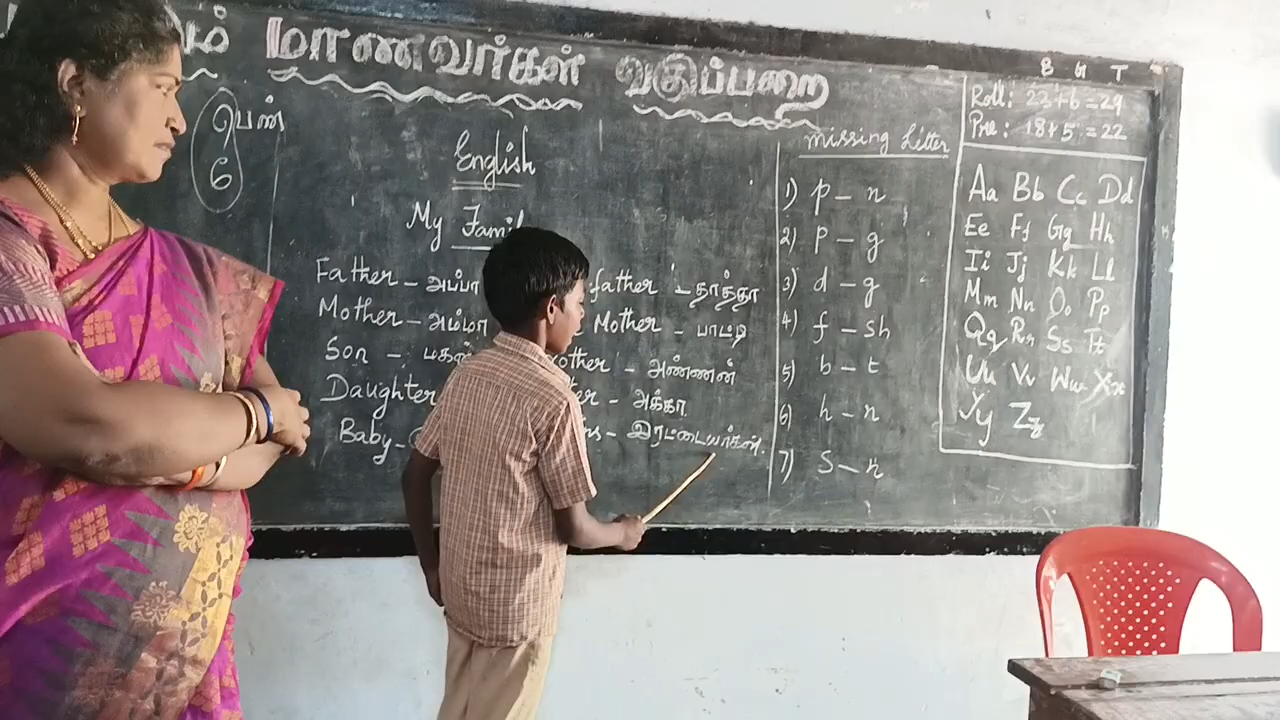 ம் மாணவர்கள் வகுப்பறை
பெண்
6
English
My Famil
Father - அப்பா
Mother - அம்மா
Son - மகன்
Daughter
Baby -
father - தாத்தா
Mother - பாட்டி
rother - அண்ணன்
ter - அக்கா
ns - இரட்டையர்கள்.
missing letter
1) p - n
2) p - g
3) d - g
4) f - sh
5) b - t
6) h - n
7) s - n
B G T
Roll: 23+6=29
Pre: 18+5=22
Aa Bb Cc Dd
Ee Ff Gg Hh
Ii Jj Kk Ll
Mm Nn Oo Pp
Qq Rr Ss Tt
Uu Vv Ww Xx
Yy Zz